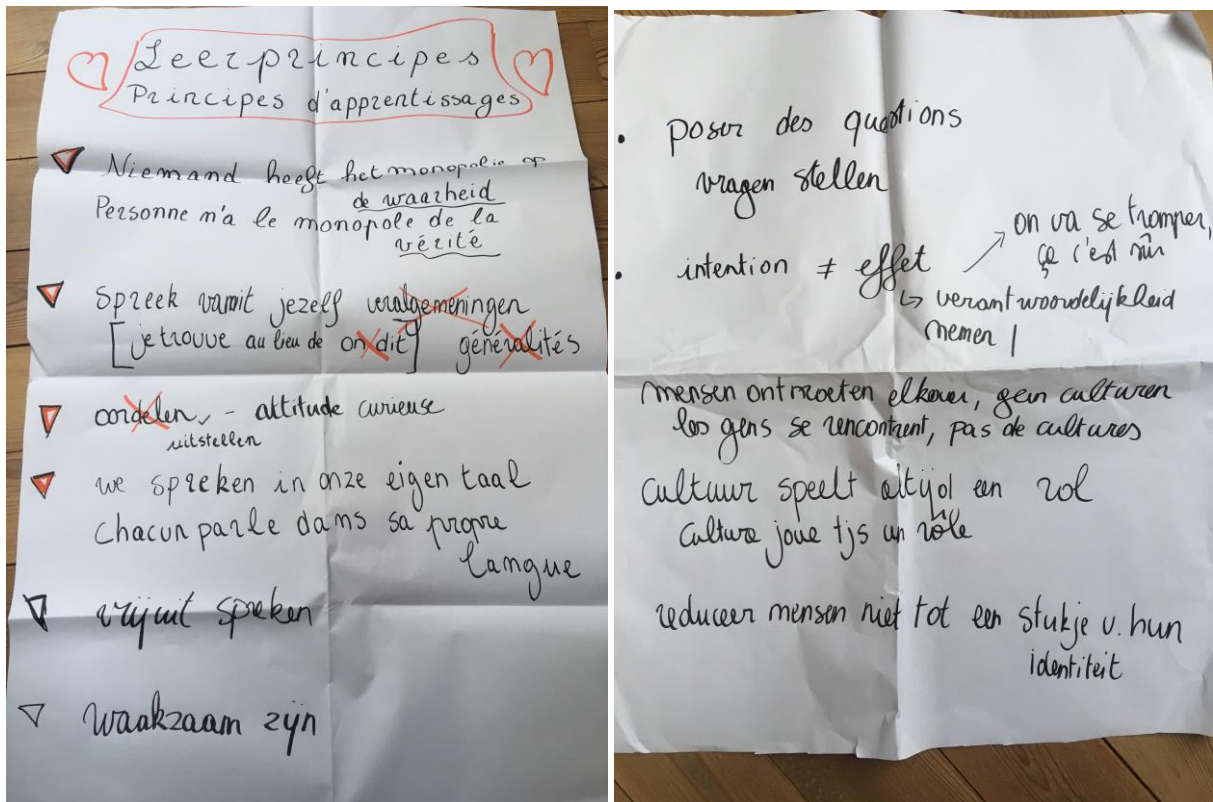 Leerprincipes
Principes d'apprentissages
Niemand heeft het monopolie op
de waarheid
Personne n'a le monopole de la
vérité
Spreek vanuit jezelf veralgemeningen
[je trouve au lieu de on dit] généralités
oordelen, - attitude curieuse
uitstellen
we spreken in onze eigen taal
Chacun parle dans sa propre
langue
vrijuit spreken
waakzaam zijn
• poser des questions
vragen stellen
on va se tromper,
ça c'est sûr
• intention ≠ effet
↳ verantwoordelijkheid
nemen !
mensen ontmoeten elkaar, geen culturen
les gens se rencontrent, pas de cultures
cultuur speelt altijd een rol
culture joue tjs un rôle
reduceer mensen niet tot een stukje v. hun
identiteit